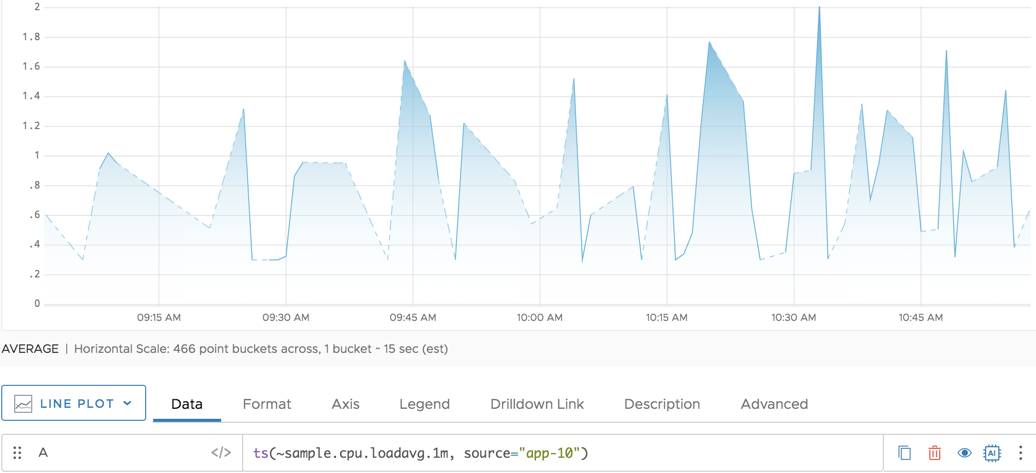 2
1.8
1.6
1.4
1.2
1
.8
.6
.4
.2
0
09:15 AM 09:30 AM 09:45 AM 10:00 AM 10:15 AM 10:30 AM 10:45 AM
AVERAGE | Horizontal Scale: 466 point buckets across, 1 bucket ~ 15 sec (est)
LINE PLOT Data Format Axis Legend Drilldown Link Description Advanced
A </> ts(~sample.cpu.loadavg.1m, source="app-10") AI